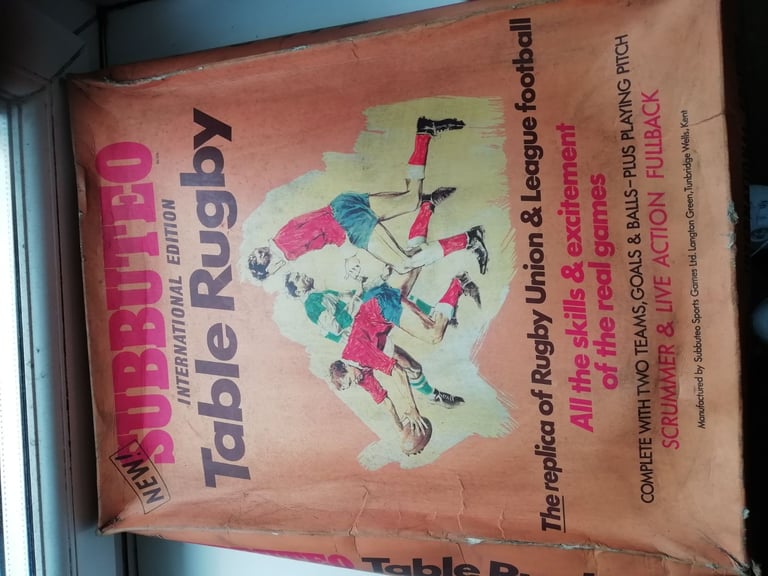 NEW!
SUBBUTEO
INTERNATIONAL EDITION
Table Rugby
The replica of Rugby Union & League football
All the skills & excitement
of the real games
COMPLETE WITH TWO TEAMS, GOALS & BALLS-PLUS PLAYING PITCH
SCRUMMER & LIVE ACTION FULLBACK
Manufactured by Subbuteo Sports Games Ltd. Langton Green, Tunbridge Wells, Kent
Table